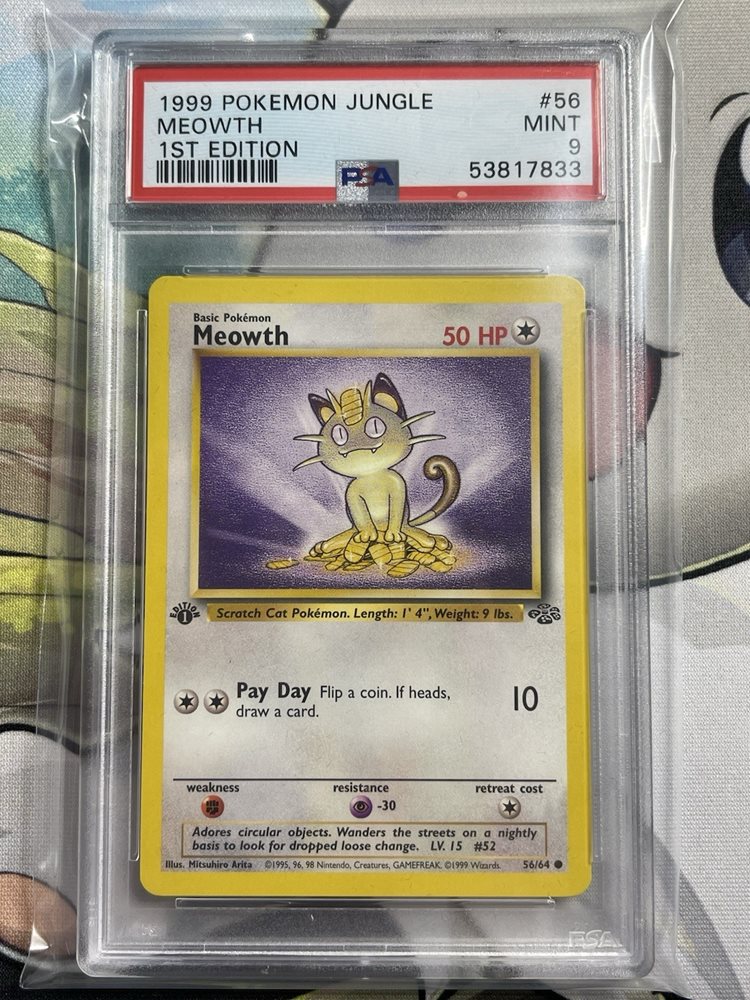 1999 POKEMON JUNGLE #56
MEOWTH MINT
1ST EDITION 9
PSA 53817833
Basic Pokémon
Meowth 50 HP
EDITION 1
Scratch Cat Pokémon. Length: 1' 4", Weight: 9 lbs.
Pay Day Flip a coin. If heads, 10
draw a card.
weakness resistance retreat cost
-30
Adores circular objects. Wanders the streets on a nightly
basis to look for dropped loose change. LV. 15 #52
Illus. Mitsuhiro Arita ©1995, 96, 98 Nintendo, Creatures, GAMEFREAK. ©1999 Wizards. 56/64
PSA